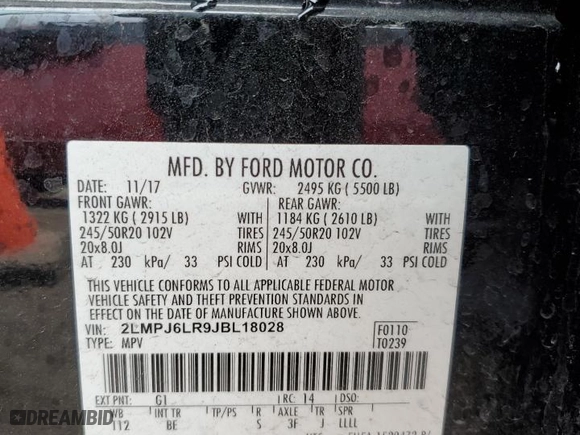 MFD. BY FORD MOTOR CO.
DATE: 11/17 GVWR: 2495 KG ( 5500 LB)
FRONT GAWR: REAR GAWR:
1322 KG ( 2915 LB) WITH 1184 KG ( 2610 LB) WITH
245/50R20 102V TIRES 245/50R20 102V TIRES
20x8.0J RIMS 20x8.0J RIMS
AT 230 kPa/ 33 PSI COLD AT 230 kPa/ 33 PSI COLD
THIS VEHICLE CONFORMS TO ALL APPLICABLE FEDERAL MOTOR
VEHICLE SAFETY AND THEFT PREVENTION STANDARDS IN
EFFECT ON THE DATE OF MANUFACTURE SHOWN ABOVE.
VIN: 2LMPJ6LR9JBL18028 F0110
TYPE: MPV T0239
EXT PNT: G1 RC: 14 DSO:
WB INT TR TP/PS R AXLE TR SPR
112 BE S 3F J LLLL
DREAMBID